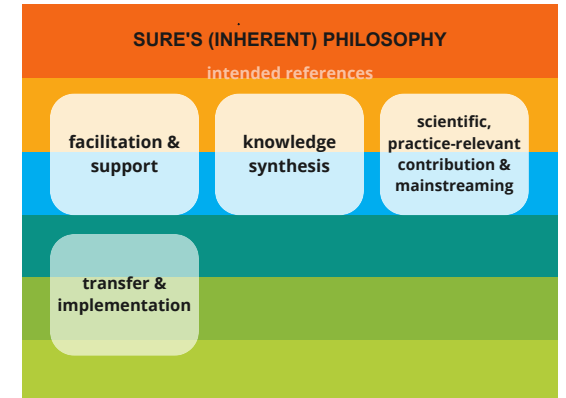 SURE'S (INHERENT) PHILOSOPHY
intended references
facilitation &
support
knowledge
synthesis
scientific,
practice-relevant
contribution &
mainstreaming
transfer &
implementation